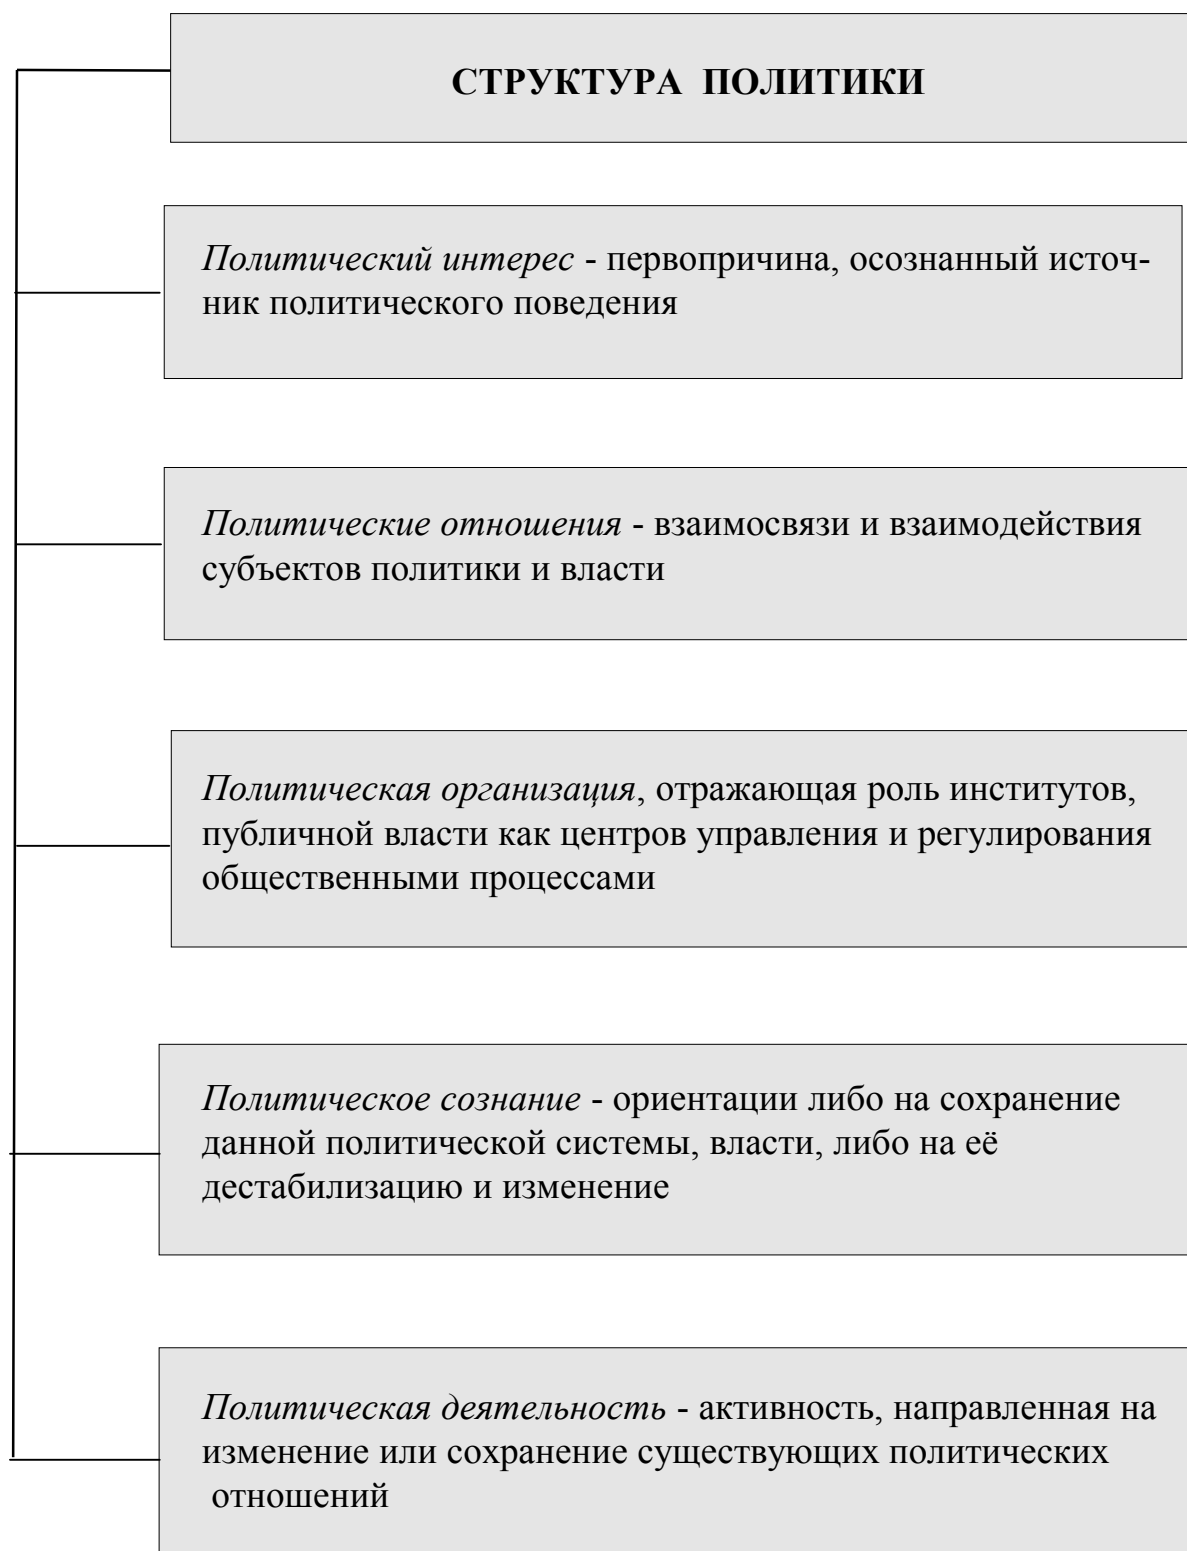 СТРУКТУРА ПОЛИТИКИ
Политический интерес - первопричина, осознанный источ-
ник политического поведения
Политические отношения - взаимосвязи и взаимодействия
субъектов политики и власти
Политическая организация, отражающая роль институтов,
публичной власти как центров управления и регулирования
общественными процессами
Политическое сознание - ориентации либо на сохранение
данной политической системы, власти, либо на её
дестабилизацию и изменение
Политическая деятельность - активность, направленная на
изменение или сохранение существующих политических
отношений